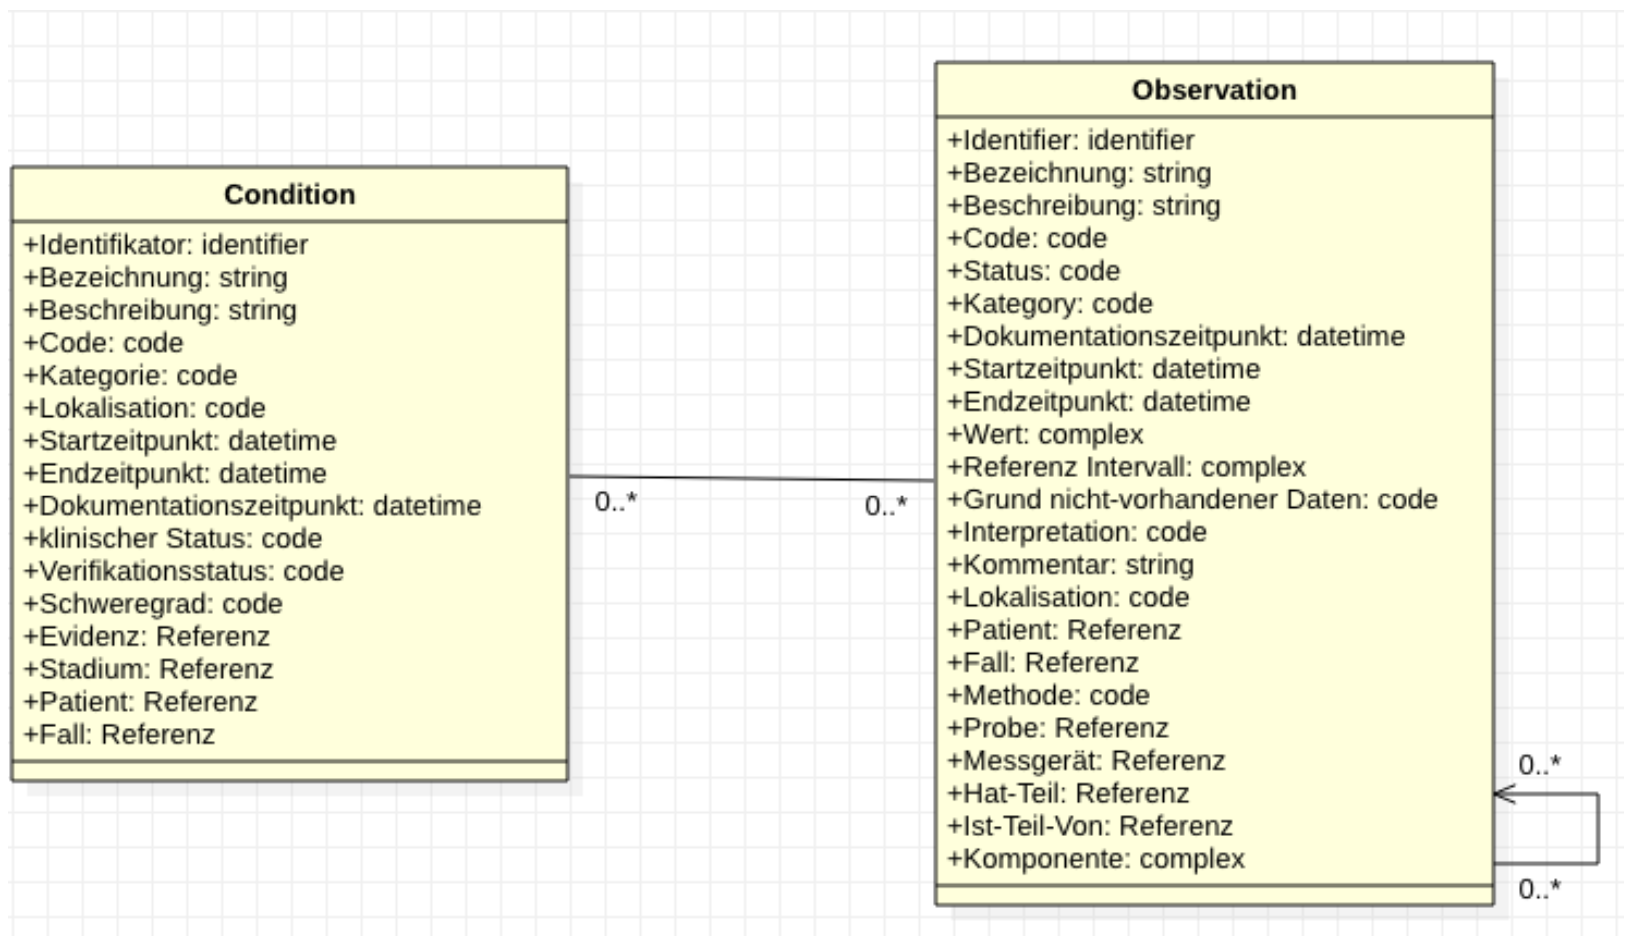 Condition
+Identifikator: identifier
+Bezeichnung: string
+Beschreibung: string
+Code: code
+Kategorie: code
+Lokalisation: code
+Startzeitpunkt: datetime
+Endzeitpunkt: datetime
+Dokumentationszeitpunkt: datetime
+klinischer Status: code
+Verifikationsstatus: code
+Schweregrad: code
+Evidenz: Referenz
+Stadium: Referenz
+Patient: Referenz
+Fall: Referenz
0..*
0..*
Observation
+Identifier: identifier
+Bezeichnung: string
+Beschreibung: string
+Code: code
+Status: code
+Kategory: code
+Dokumentationszeitpunkt: datetime
+Startzeitpunkt: datetime
+Endzeitpunkt: datetime
+Wert: complex
+Referenz Intervall: complex
+Grund nicht-vorhandener Daten: code
+Interpretation: code
+Kommentar: string
+Lokalisation: code
+Patient: Referenz
+Fall: Referenz
+Methode: code
+Probe: Referenz
+Messgerät: Referenz
+Hat-Teil: Referenz
+Ist-Teil-Von: Referenz
+Komponente: complex
0..*
0..*